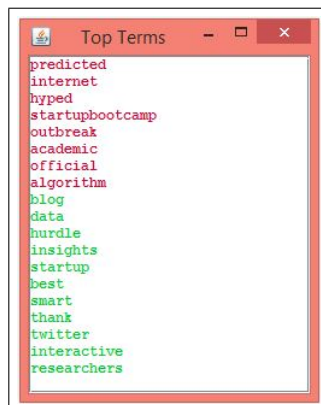 Top Terms
predicted
internet
hyped
startupbootcamp
outbreak
academic
official
algorithm
blog
data
hurdle
insights
startup
best
smart
thank
twitter
interactive
researchers